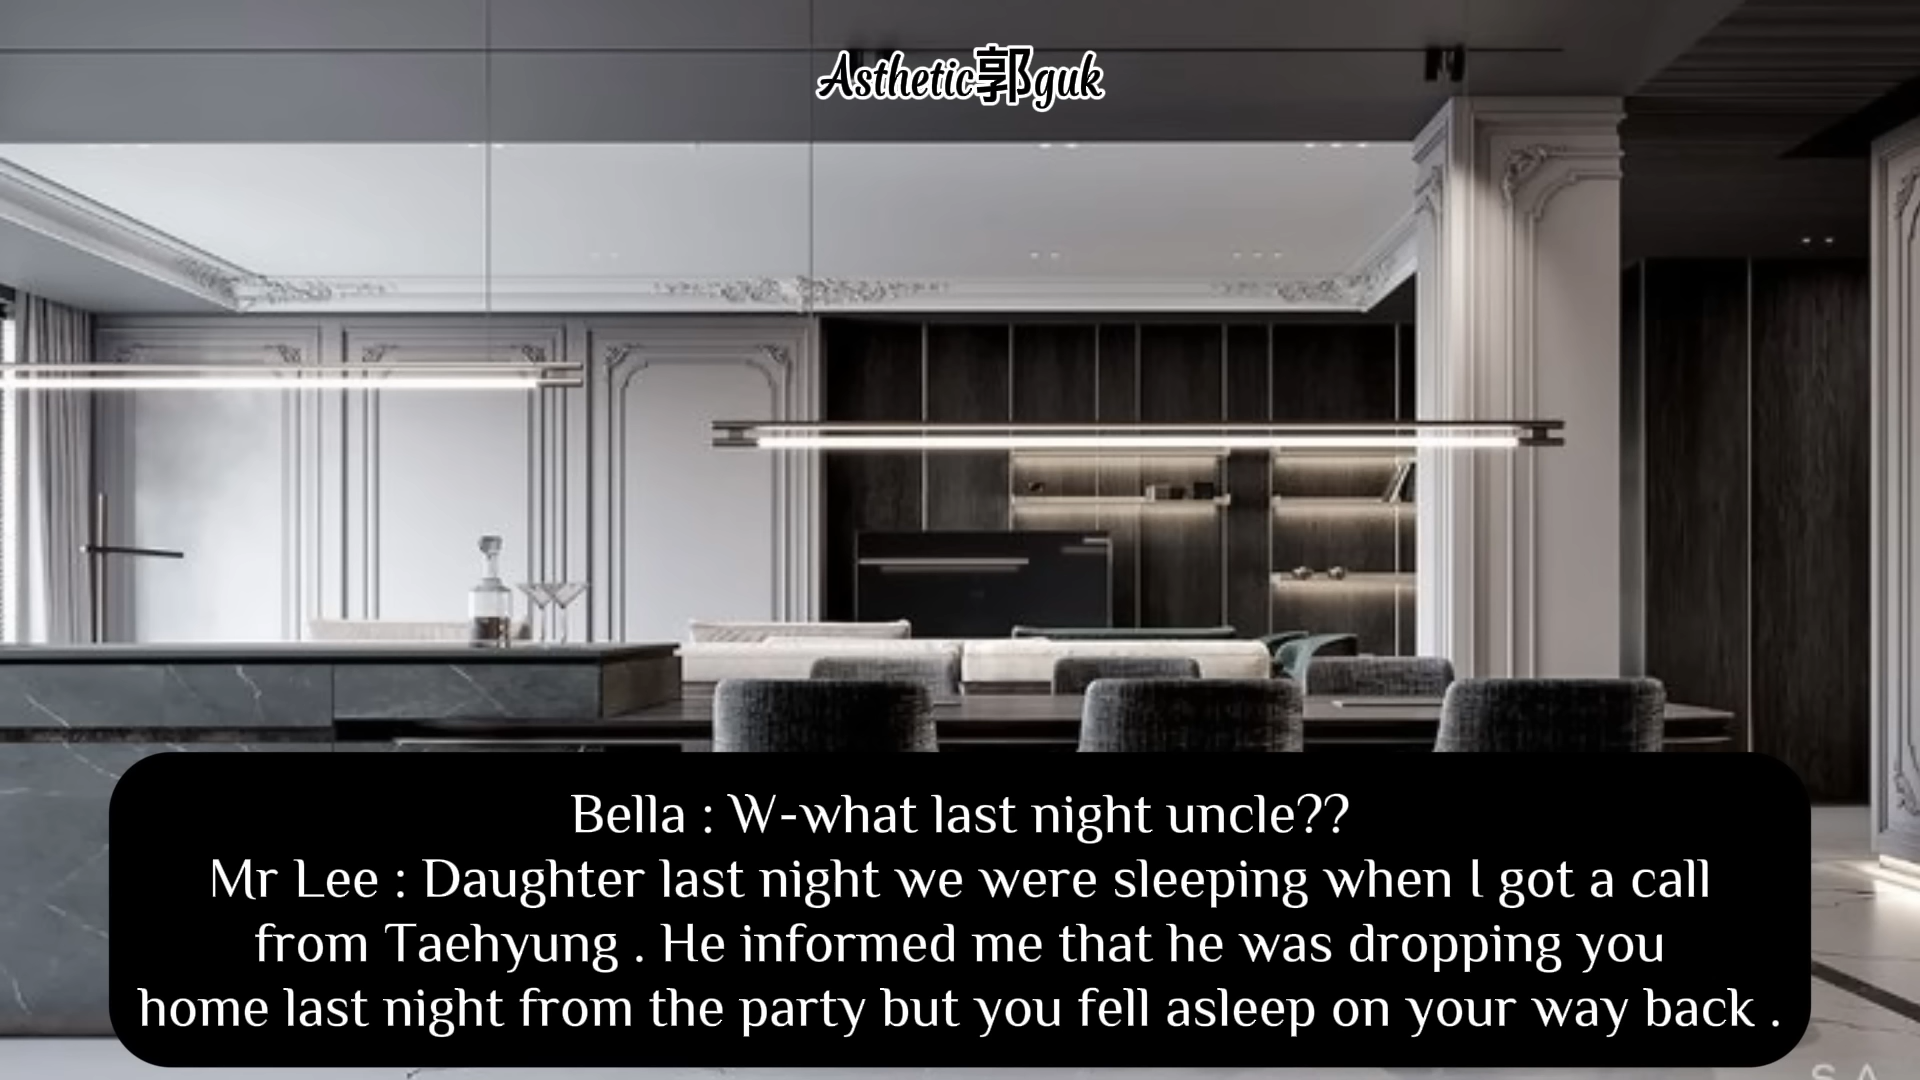 Asthetic郭guk
Bella : W-what last night uncle??
Mr Lee : Daughter last night we were sleeping when I got a call
from Taehyung . He informed me that he was dropping you
home last night from the party but you fell asleep on your way back .
S A